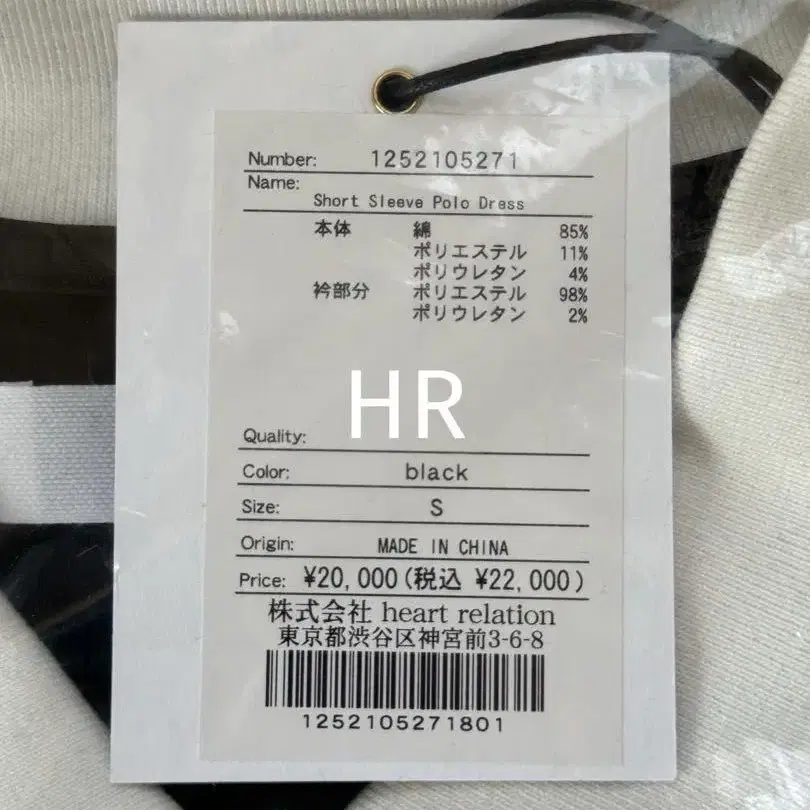 Number: 1252105271
Name:
Short Sleeve Polo Dress
本体 綿 85%
ポリエステル 11%
ポリウレタン 4%
衿部分 ポリエステル 98%
ポリウレタン 2%
HR
Quality:
Color: black
Size: S
Origin: MADE IN CHINA
Price: ¥20,000(税込 ¥22,000)
株式会社 heart relation
東京都渋谷区神宮前3-6-8
1252105271801